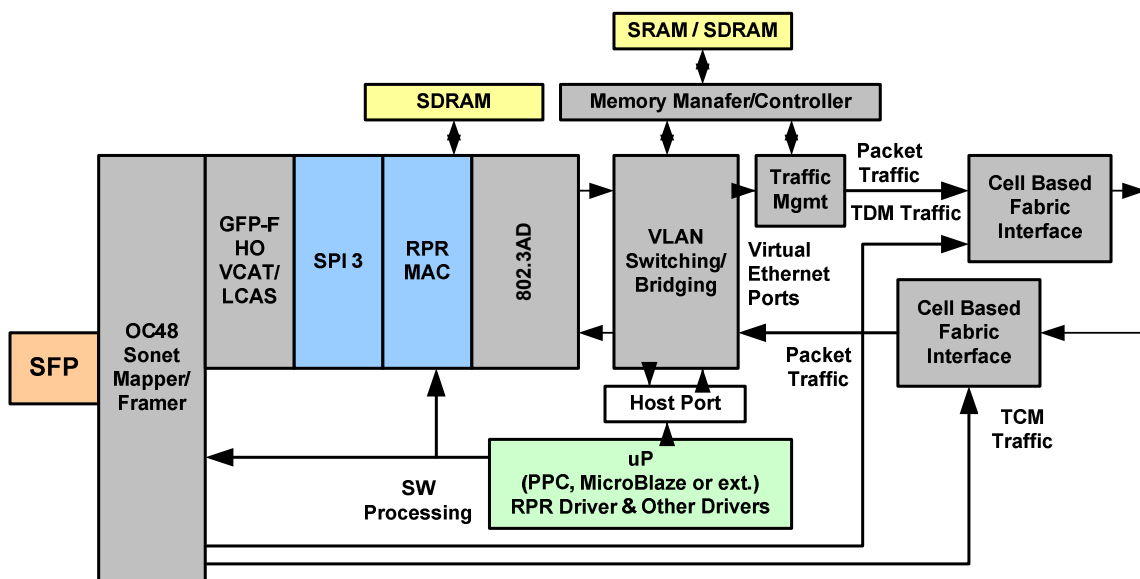 SRAM / SDRAM
SDRAM
Memory Manafer/Controller
GFP-F
HO
VCAT/
LCAS
SPI 3
RPR
MAC
802.3AD
VLAN
Switching/
Bridging
Traffic
Mgmt
Packet
Traffic
TDM Traffic
Cell Based
Fabric
Interface
Virtual
Ethernet
Ports
Cell Based
Fabric
Interface
Packet
Traffic
SFP
OC48
Sonet
Mapper/
Framer
Host Port
TCM
Traffic
SW
Processing
uP
(PPC, MicroBlaze or ext.)
RPR Driver & Other Drivers